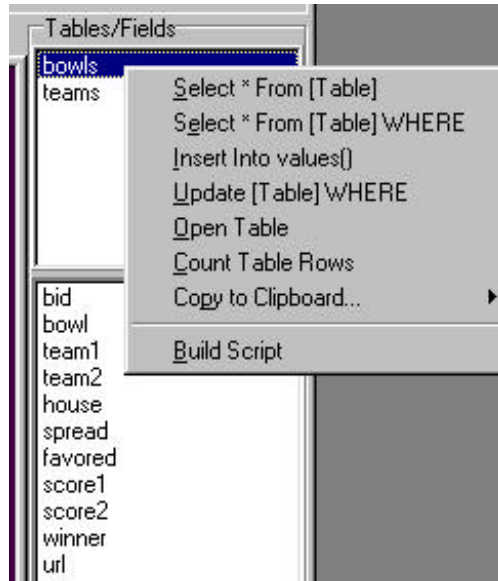 Tables/Fields
bowls
teams
Select * From [Table]
Select * From [Table] WHERE
Insert Into values()
Update [Table] WHERE
Open Table
Count Table Rows
Copy to Clipboard...
Build Script
bid
bowl
team1
team2
house
spread
favored
score1
score2
winner
url